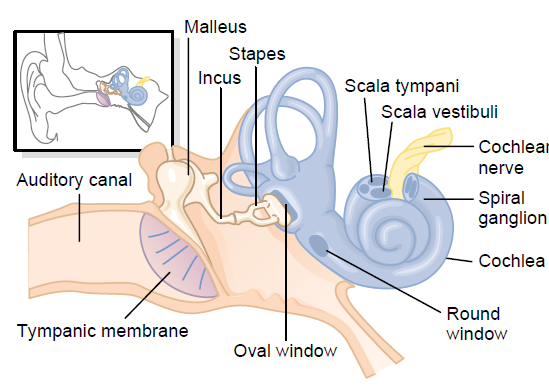 Malleus
Stapes
Incus
Scala tympani
Scala vestibuli
Cochlear
nerve
Auditory canal
Spiral
ganglion
Cochlea
Round
window
Tympanic membrane
Oval window